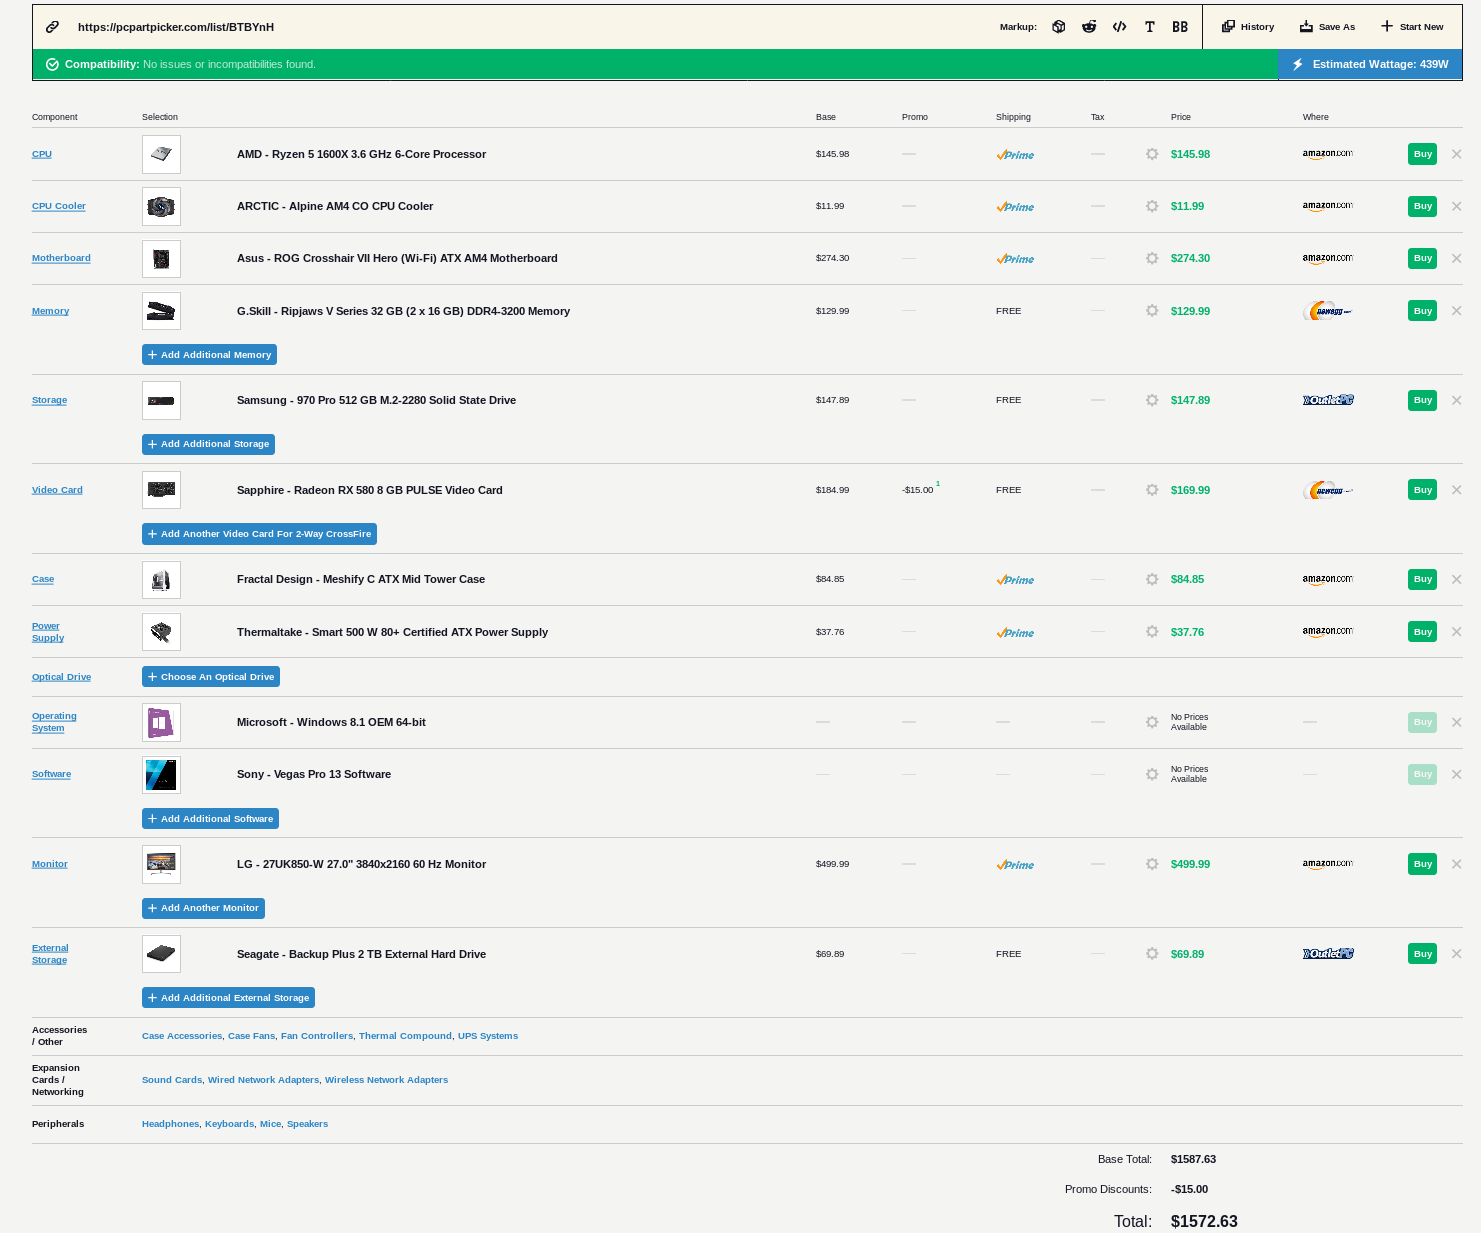 https://pcpartpicker.com/list/BTBYnH Markup: T BB History Save As Start New
Compatibility: No issues or incompatibilities found. Estimated Wattage: 439W
Component Selection Base Promo Shipping Tax Price Where
CPU AMD - Ryzen 5 1600X 3.6 GHz 6-Core Processor $145.98 — Prime — $145.98 amazon.com Buy
CPU Cooler ARCTIC - Alpine AM4 CO CPU Cooler $11.99 — Prime — $11.99 amazon.com Buy
Motherboard Asus - ROG Crosshair VII Hero (Wi-Fi) ATX AM4 Motherboard $274.30 — Prime — $274.30 amazon.com Buy
Memory G.Skill - Ripjaws V Series 32 GB (2 x 16 GB) DDR4-3200 Memory $129.99 — FREE — $129.99 newegg Buy
+ Add Additional Memory
Storage Samsung - 970 Pro 512 GB M.2-2280 Solid State Drive $147.89 — FREE — $147.89 OutletPC Buy
+ Add Additional Storage
Video Card Sapphire - Radeon RX 580 8 GB PULSE Video Card $184.99 -$15.00 1 FREE — $169.99 newegg Buy
+ Add Another Video Card For 2-Way CrossFire
Case Fractal Design - Meshify C ATX Mid Tower Case $84.85 — Prime — $84.85 amazon.com Buy
Power
Supply Thermaltake - Smart 500 W 80+ Certified ATX Power Supply $37.76 — Prime — $37.76 amazon.com Buy
Optical Drive + Choose An Optical Drive
Operating
System Microsoft - Windows 8.1 OEM 64-bit — — — — No Prices
Available — Buy
Software Sony - Vegas Pro 13 Software — — — — No Prices
Available — Buy
+ Add Additional Software
Monitor LG - 27UK850-W 27.0" 3840x2160 60 Hz Monitor $499.99 — Prime — $499.99 amazon.com Buy
+ Add Another Monitor
External
Storage Seagate - Backup Plus 2 TB External Hard Drive $69.89 — FREE — $69.89 OutletPC Buy
+ Add Additional External Storage
Accessories
/ Other Case Accessories, Case Fans, Fan Controllers, Thermal Compound, UPS Systems
Expansion
Cards /
Networking Sound Cards, Wired Network Adapters, Wireless Network Adapters
Peripherals Headphones, Keyboards, Mice, Speakers
Base Total: $1587.63
Promo Discounts: -$15.00
Total: $1572.63